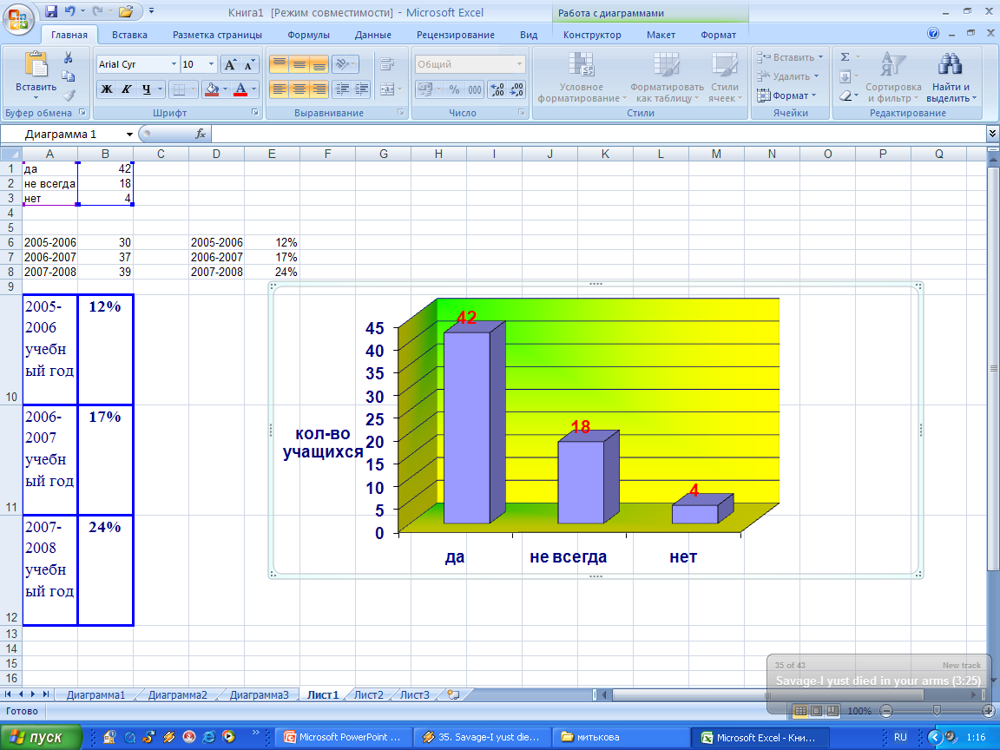 Книга1 [Режим совместимости] - Microsoft Excel
Работа с диаграммами
Главная Вставка Разметка страницы Формулы Данные Рецензирование Вид Конструктор Макет Формат
Вставить
Буфер обмена
Arial Cyr 10
Ж К Ч
Шрифт
Выравнивание
Общий
% 000
Число
Условное форматирование
Форматировать как таблицу
Стили ячеек
Стили
Вставить
Удалить
Формат
Ячейки
Сортировка и фильтр
Найти и выделить
Редактирование
Диаграмма 1 fx
A B C D E F G H I J K L M N O P Q
1 да 42
2 не всегда 18
3 нет 4
4
5
6 2005-2006 30 2005-2006 12%
7 2006-2007 37 2006-2007 17%
8 2007-2008 39 2007-2008 24%
9
2005-
2006
учебн
ый год
12%
10
2006-
2007
учебн
ый год
17%
11
2007-
2008
учебн
ый год
24%
12
13
14
15
16
кол-во
учащихся
45
40
35
30
25
20
15
10
5
0
42
18
4
да не всегда нет
35 of 43 New track
Savage-I yust died in your arms (3:25)
Диаграмма1 Диаграмма2 Диаграмма3 Лист1 Лист2 Лист3
Готово 100%
пуск Microsoft PowerPoint ... 35. Savage-I yust die... митькова Microsoft Excel - Кни... RU 1:16